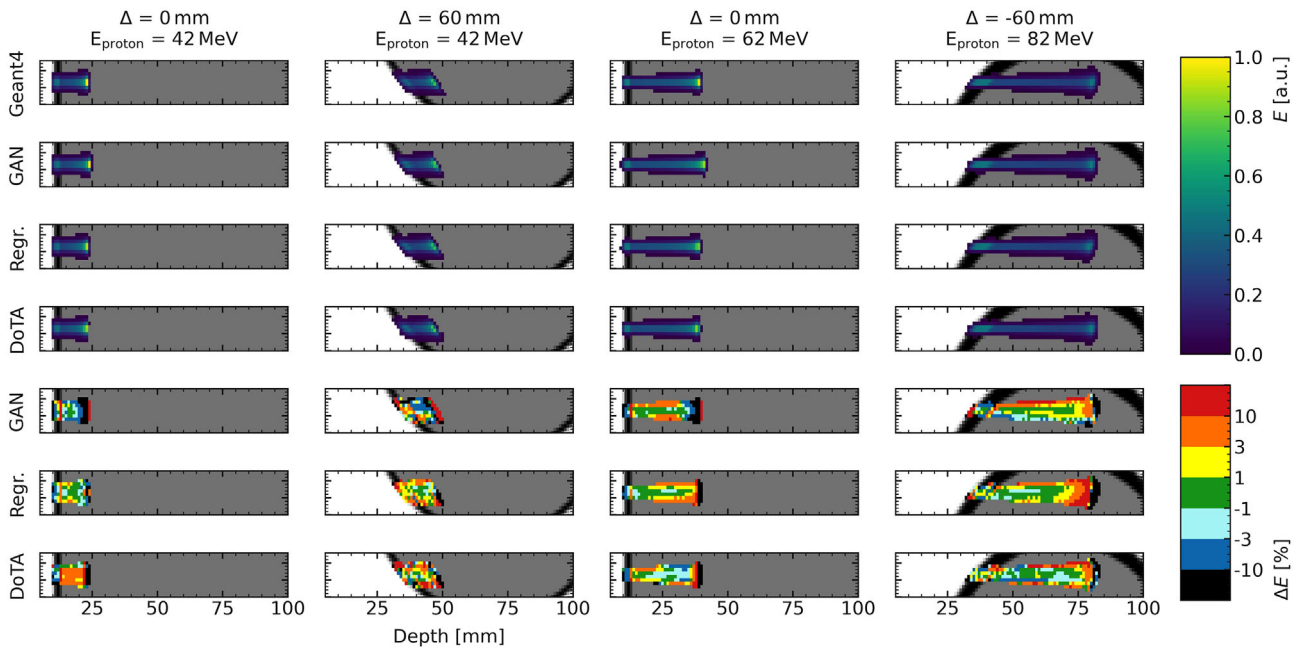 Δ = 0 mm
E_proton = 42 MeV
Δ = 60 mm
E_proton = 42 MeV
Δ = 0 mm
E_proton = 62 MeV
Δ = -60 mm
E_proton = 82 MeV
Geant4
GAN
Regr.
DoTA
GAN
Regr.
DoTA
25 50 75 100
25 50 75 100
25 50 75 100
25 50 75 100
Depth [mm]
1.0
0.8
0.6
0.4
0.2
0.0
E [a.u.]
10
3
1
-1
-3
-10
ΔE [%]